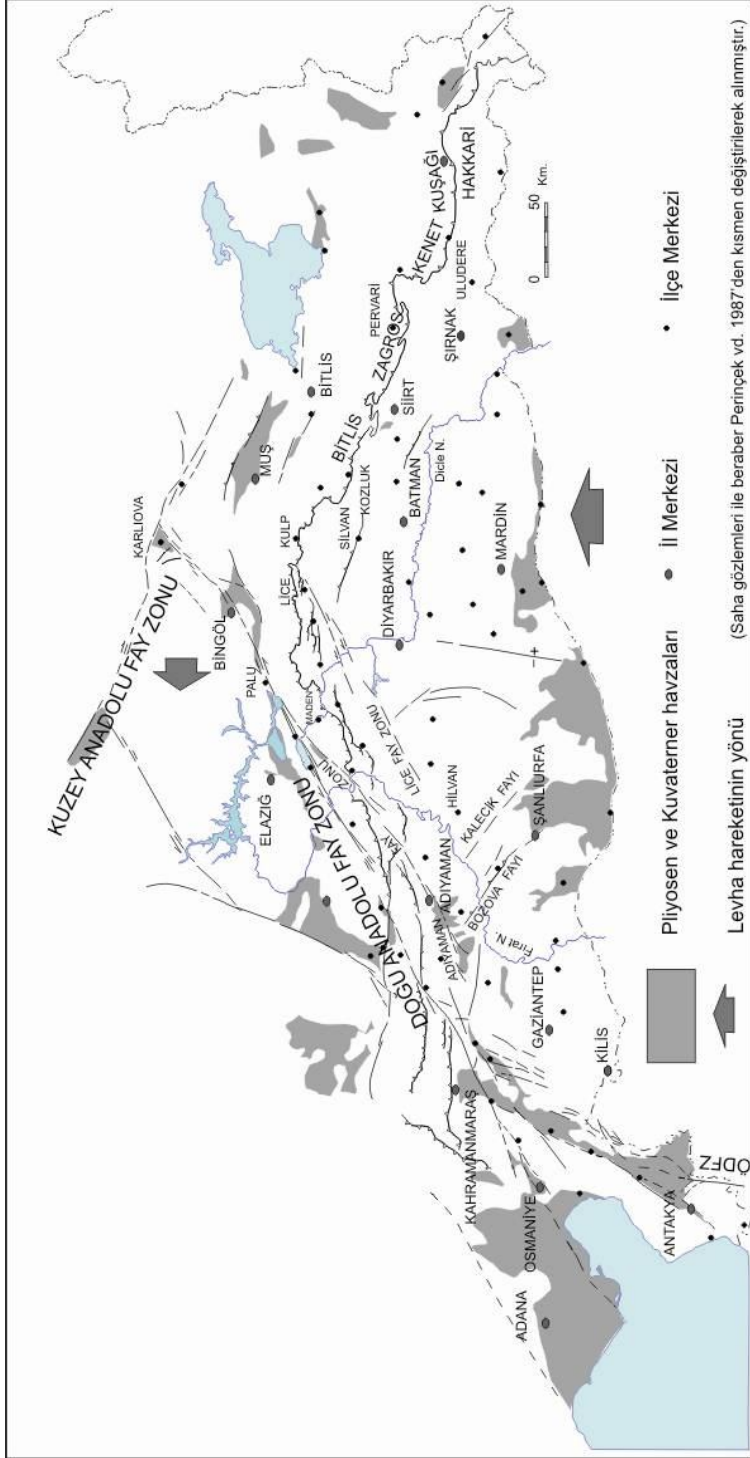 KUZEY ANADOLU FAY ZONU
KARLIOVA
BİNGÖL
MUŞ
BİTLİS
PALU
ELAZIĞ
DOĞU ANADOLU FAY ZONU
MADEN
LİCE
KULP
SİLVAN
KOZLUK
BİTLİS
ZAGROS
KENET KUŞAĞI
PERVARİ
HAKKARİ
ULUDERE
ŞIRNAK
SİİRT
BATMAN
Dicle N.
DİYARBAKIR
MARDİN
LİCE FAY ZONU
ADIYAMAN
FAY
ZONU
ADIYAMAN
HİLVAN
KALECİK FAYI
BOZOVA FAYI
ŞANLIURFA
Fırat N.
GAZİANTEP
KİLİS
KAHRAMANMARAŞ
OSMANİYE
ADANA
ANTAKYA
ÖDFZ
- +
0 50
Km.
Pliyosen ve Kuvaterner havzaları
İl Merkezi
İlçe Merkezi
Levha hareketinin yönü
(Saha gözlemleri ile beraber Perinçek vd. 1987'den kısmen değiştirilerek alınmıştır.)